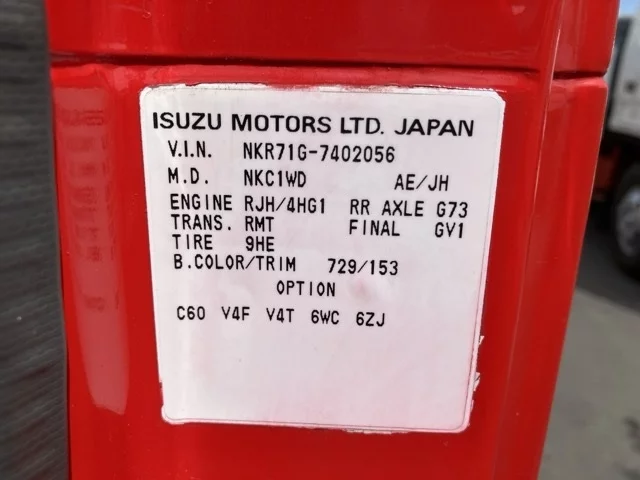 ISUZU MOTORS LTD. JAPAN
V.I.N. NKR71G-7402056
M.D. NKC1WD AE/JH
ENGINE RJH/4HG1 RR AXLE G73
TRANS. RMT FINAL GV1
TIRE 9HE
B.COLOR/TRIM 729/153
OPTION
C60 V4F V4T 6WC 6ZJ